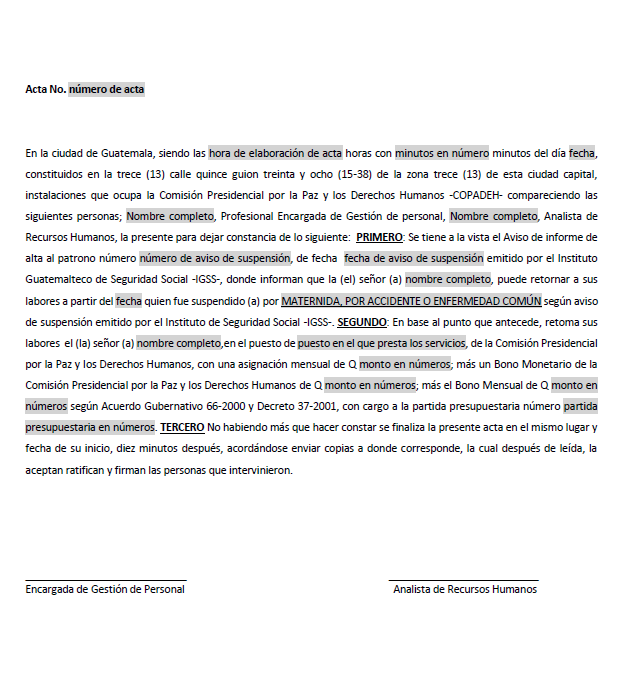 Acta No. número de acta
En la ciudad de Guatemala, siendo las hora de elaboración de acta horas con minutos en número minutos del día fecha,
constituidos en la trece (13) calle quince guion treinta y ocho (15-38) de la zona trece (13) de esta ciudad capital,
instalaciones que ocupa la Comisión Presidencial por la Paz y los Derechos Humanos -COPADEH- compareciendo las
siguientes personas; Nombre completo, Profesional Encargada de Gestión de personal, Nombre completo, Analista de
Recursos Humanos, la presente para dejar constancia de lo siguiente: PRIMERO: Se tiene a la vista el Aviso de informe de
alta al patrono número número de aviso de suspensión, de fecha fecha de aviso de suspensión emitido por el Instituto
Guatemalteco de Seguridad Social -IGSS-, donde informan que la (el) señor (a) nombre completo, puede retornar a sus
labores a partir del fecha quien fue suspendido (a) por MATERNIDA, POR ACCIDENTE O ENFERMEDAD COMÚN según aviso
de suspensión emitido por el Instituto de Seguridad Social -IGSS-. SEGUNDO: En base al punto que antecede, retoma sus
labores el (la) señor (a) nombre completo,en el puesto de puesto en el que presta los servicios, de la Comisión Presidencial
por la Paz y los Derechos Humanos, con una asignación mensual de Q monto en números; más un Bono Monetario de la
Comisión Presidencial por la Paz y los Derechos Humanos de Q monto en números; más el Bono Mensual de Q monto en
números según Acuerdo Gubernativo 66-2000 y Decreto 37-2001, con cargo a la partida presupuestaria número partida
presupuestaria en números. TERCERO No habiendo más que hacer constar se finaliza la presente acta en el mismo lugar y
fecha de su inicio, diez minutos después, acordándose enviar copias a donde corresponde, la cual después de leída, la
aceptan ratifican y firman las personas que intervinieron.
Encargada de Gestión de Personal
Analista de Recursos Humanos